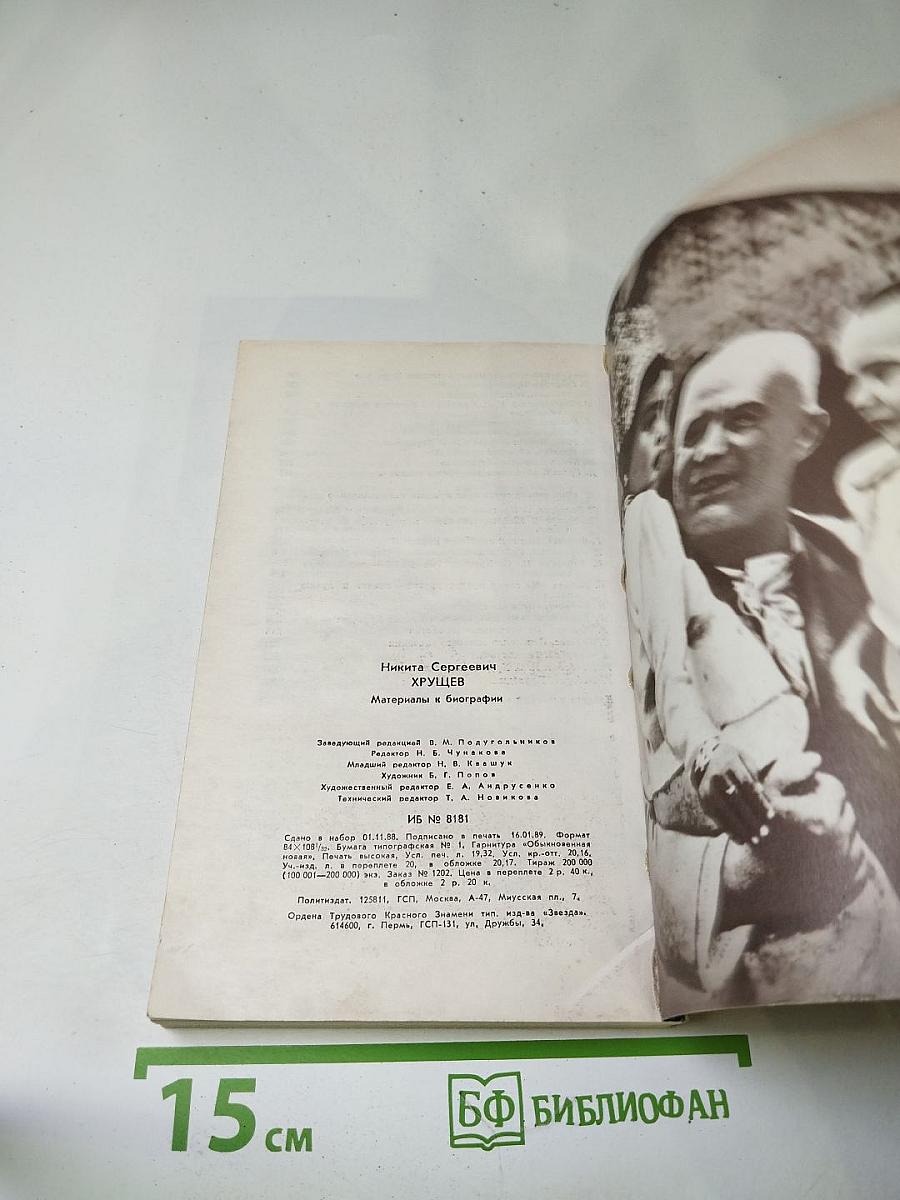 Никита Сергеевич
ХРУЩЕВ
Материалы к биографии
Заведующий редакцией В. М. Подугольников
Редактор Н. Б. Чунакова
Младший редактор Н. В. Квашук
Художник Б. Г. Попов
Художественный редактор Е. А. Андрусенко
Технический редактор Т. А. Новикова
ИБ № 8181
Сдано в набор 01.11.88. Подписано в печать 16.01.89. Формат
84×108¹/₃₂. Бумага типографская № 1. Гарнитура «Обыкновенная
новая». Печать высокая. Усл. печ. л. 19,32. Усл. кр.-отт. 20,16.
Уч.-изд. л. в переплете 20, в обложке 20,17. Тираж 200 000
(100 001—200 000) экз. Заказ № 1202. Цена в переплете 2 р. 40 к.,
в обложке 2 р. 20 к.
Политиздат. 125811, ГСП, Москва, А-47, Миусская пл., 7.
Ордена Трудового Красного Знамени тип. изд-ва «Звезда».
614600, г. Пермь, ГСП-131, ул. Дружбы, 34.
15 см
БФ БИБЛИОФАН